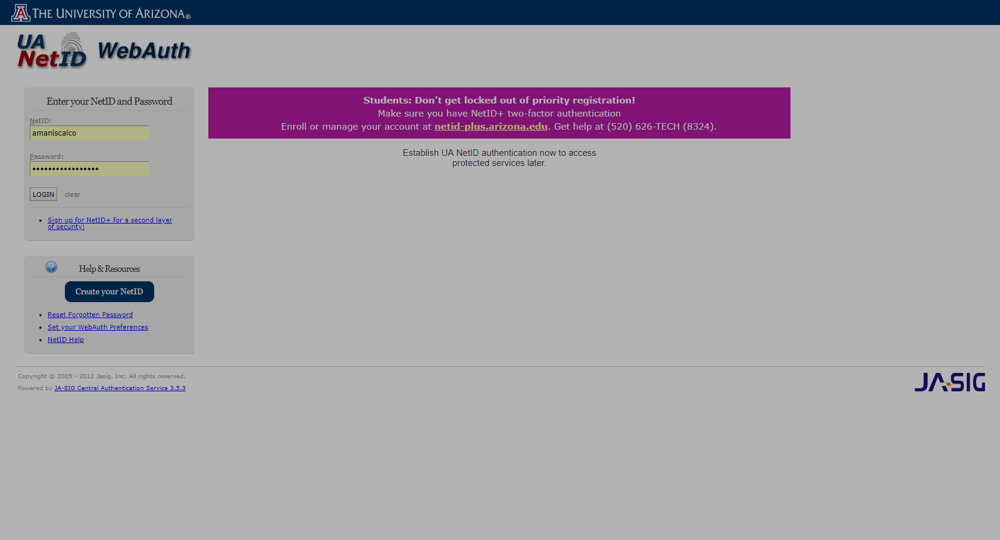 THE UNIVERSITY OF ARIZONA®
UA
NetID
WebAuth
Enter your NetID and Password
NetID:
amaniscalco
Password:
•••••••••••••••••
LOGIN
clear
Sign up for NetID+ for a second layer
of security!
Students: Don't get locked out of priority registration!
Make sure you have NetID+ two-factor authentication
Enroll or manage your account at netid-plus.arizona.edu. Get help at (520) 626-TECH (8324).
Establish UA NetID authentication now to access
protected services later.
Help & Resources
Create your NetID
Reset Forgotten Password
Set your WebAuth Preferences
NetID Help
Copyright © 2005 - 2012 Jasig, Inc. All rights reserved.
Powered by JA-SIG Central Authentication Service 3.5.3
JA-SIG